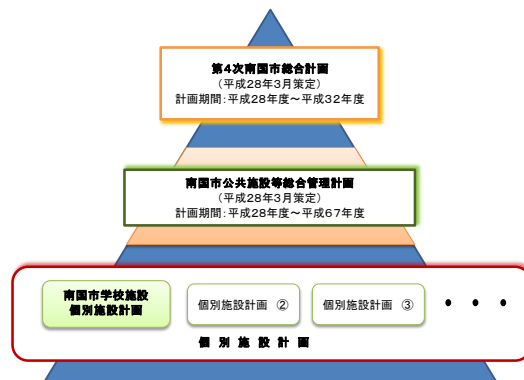 第4次南国市総合計画
（平成28年3月策定）
計画期間：平成28年度～平成32年度
南国市公共施設等総合管理計画
（平成28年3月策定）
計画期間：平成28年度～平成67年度
南国市学校施設
個別施設計画
個別施設計画 ②
個別施設計画 ③
・・・
個別施設計画